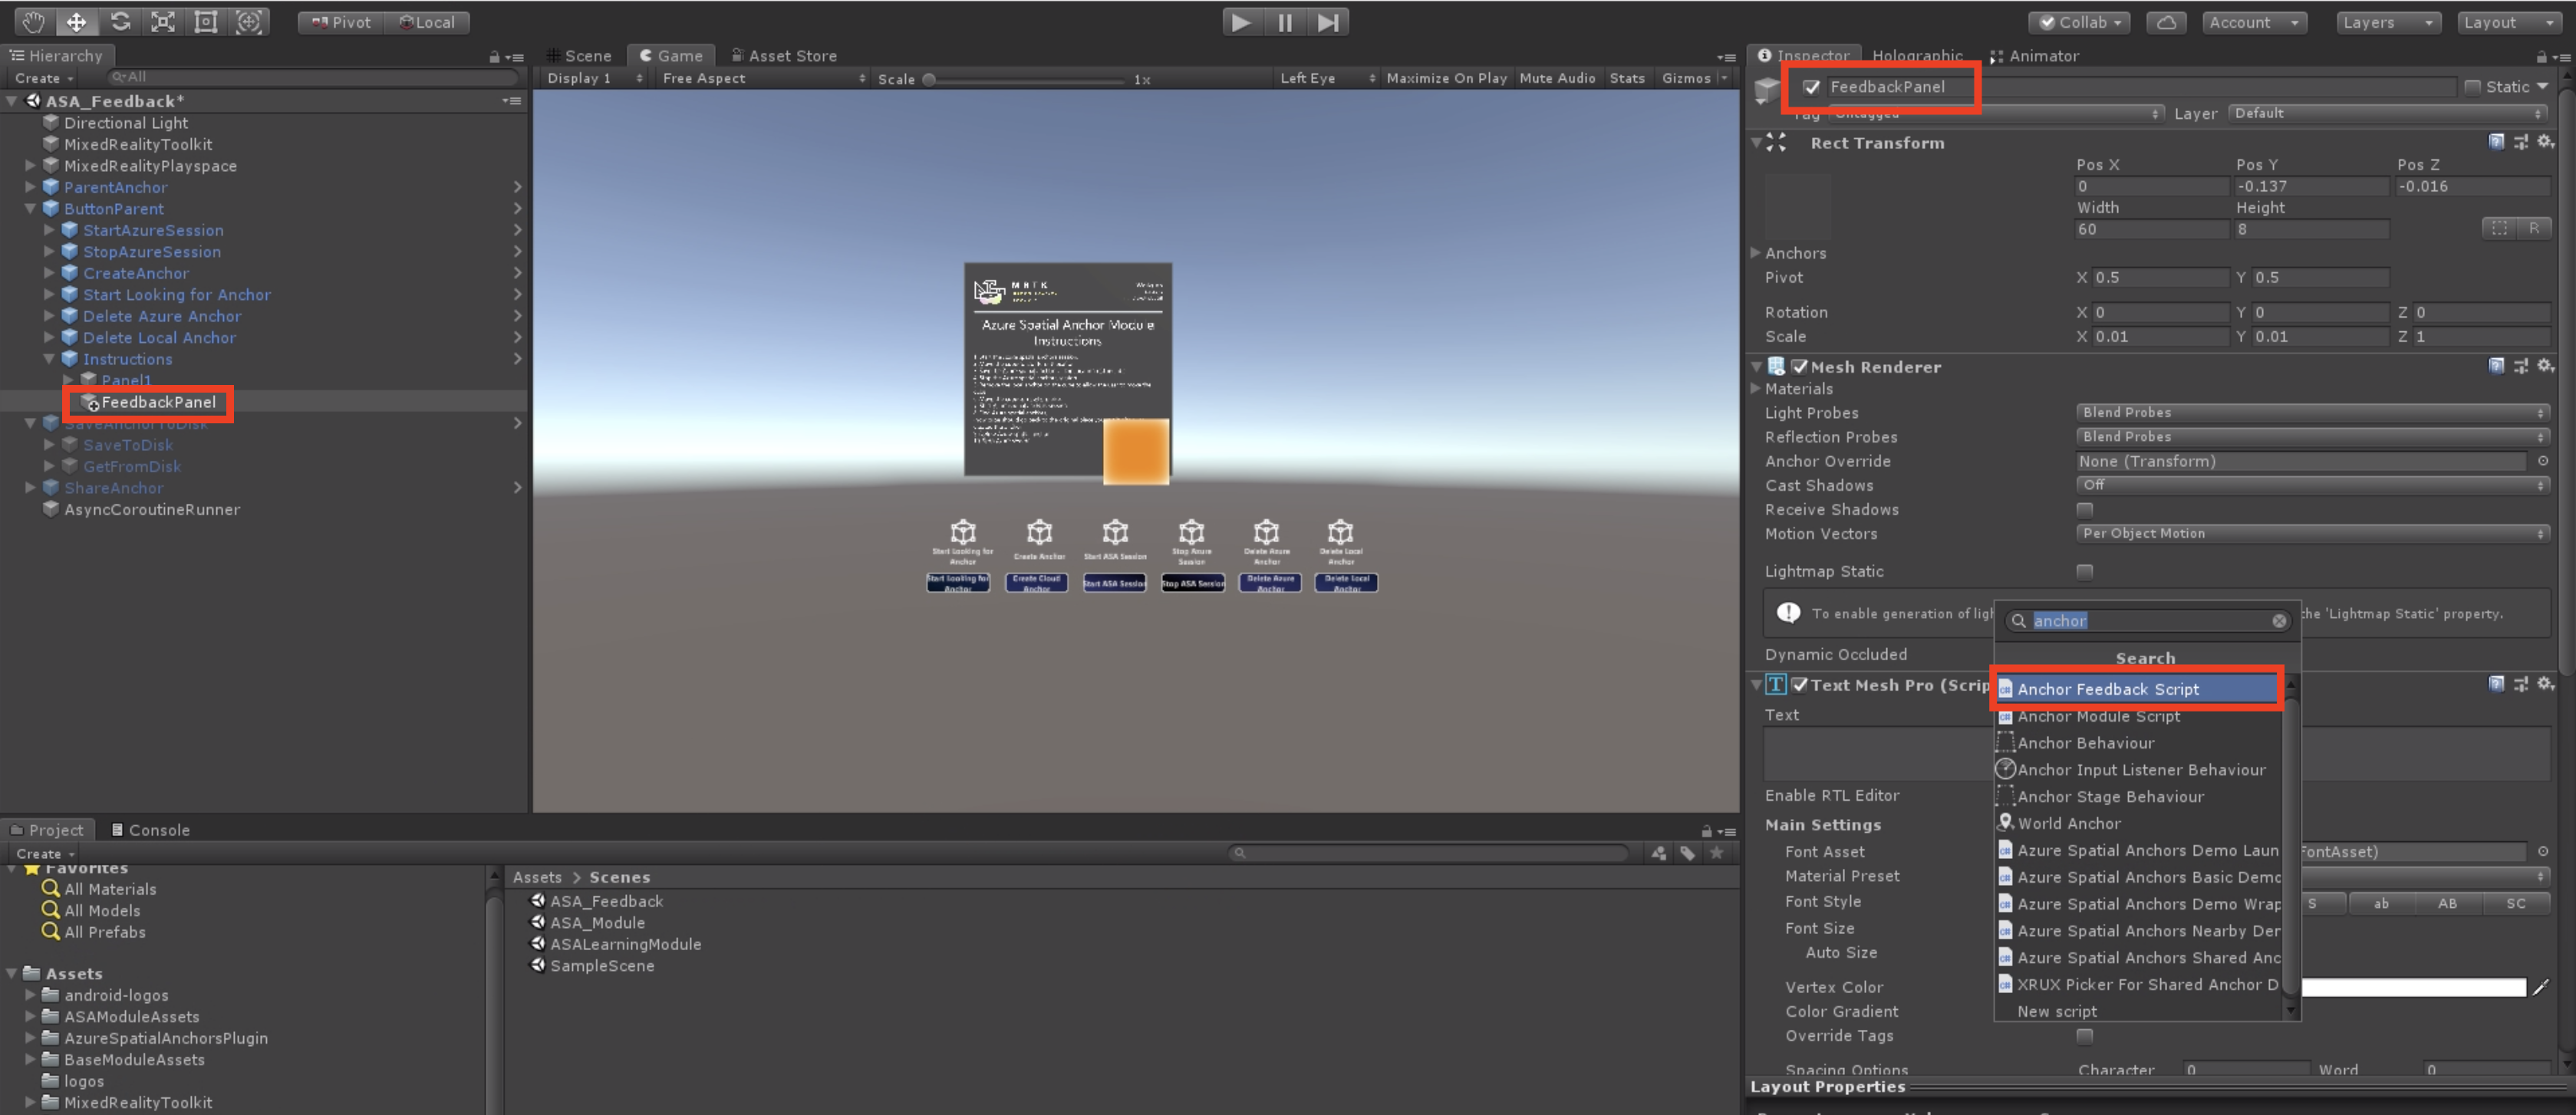 Pivot Local Collab Account Layers Layout
Hierarchy
Create All
ASA_Feedback*
Directional Light
MixedRealityToolkit
MixedRealityPlayspace
ParentAnchor
ButtonParent
StartAzureSession
StopAzureSession
CreateAnchor
Start Looking for Anchor
Delete Azure Anchor
Delete Local Anchor
Instructions
Panel1
FeedbackPanel
SaveAnchorToDisk
SaveToDisk
GetFromDisk
ShareAnchor
AsyncCoroutineRunner
Scene Game Asset Store
Display 1 Free Aspect Scale 1x Left Eye Maximize On Play Mute Audio Stats Gizmos
MRTK
Azure Spatial Anchor Module
Instructions
Start Looking for
Anchor
Create Anchor
Start ASA Session
Stop Azure
Session
Delete Azure
Anchor
Delete Local
Anchor
Start Looking for
Anchor
Create Cloud
Anchor
Start ASA Session
Stop ASA Session
Delete Azure
Anchor
Delete Local
Anchor
Project Console
Create
Favorites
All Materials
All Models
All Prefabs
Assets
android-logos
ASAModuleAssets
AzureSpatialAnchorsPlugin
BaseModuleAssets
logos
MixedRealityToolkit
Assets > Scenes
ASA_Feedback
ASA_Module
ASALearningModule
SampleScene
Inspector Holographic Animator
FeedbackPanel Static
Tag Untagged Layer Default
Rect Transform
Pos X Pos Y Pos Z
0 -0.137 -0.016
Width Height
60 8
R
Anchors
Pivot X 0.5 Y 0.5
Rotation X 0 Y 0 Z 0
Scale X 0.01 Y 0.01 Z 1
Mesh Renderer
Materials
Light Probes Blend Probes
Reflection Probes Blend Probes
Anchor Override None (Transform)
Cast Shadows Off
Receive Shadows
Motion Vectors Per Object Motion
Lightmap Static
To enable generation of lig he 'Lightmap Static' property.
Dynamic Occluded
Text Mesh Pro (Scrip
Text
Enable RTL Editor
Main Settings
Font Asset FontAsset)
Material Preset
Font Style S ab AB SC
Font Size
Auto Size
Vertex Color
Color Gradient
Override Tags
Spacing Options Character 0 Word 0
Layout Properties
anchor
Search
Anchor Feedback Script
Anchor Module Script
Anchor Behaviour
Anchor Input Listener Behaviour
Anchor Stage Behaviour
World Anchor
Azure Spatial Anchors Demo Laun
Azure Spatial Anchors Basic Demo
Azure Spatial Anchors Demo Wrap
Azure Spatial Anchors Nearby Der
Azure Spatial Anchors Shared Anc
XRUX Picker For Shared Anchor D
New script